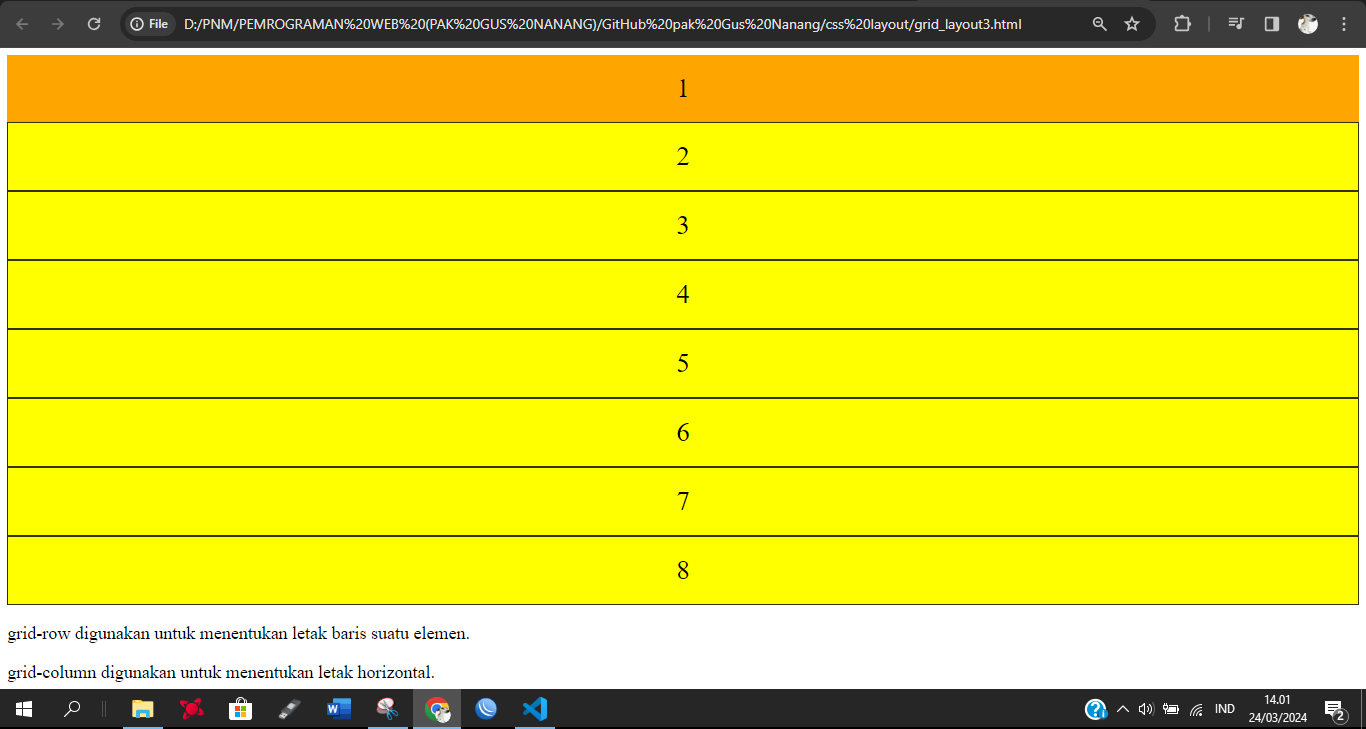 File D:/PNM/PEMROGRAMAN%20WEB%20(PAK%20GUS%20NANANG)/GitHub%20pak%20Gus%20Nanang/css%20layout/grid_layout3.html
1
2
3
4
5
6
7
8
grid-row digunakan untuk menentukan letak baris suatu elemen.
grid-column digunakan untuk menentukan letak horizontal.
W ? IND 14.01
24/03/2024 2